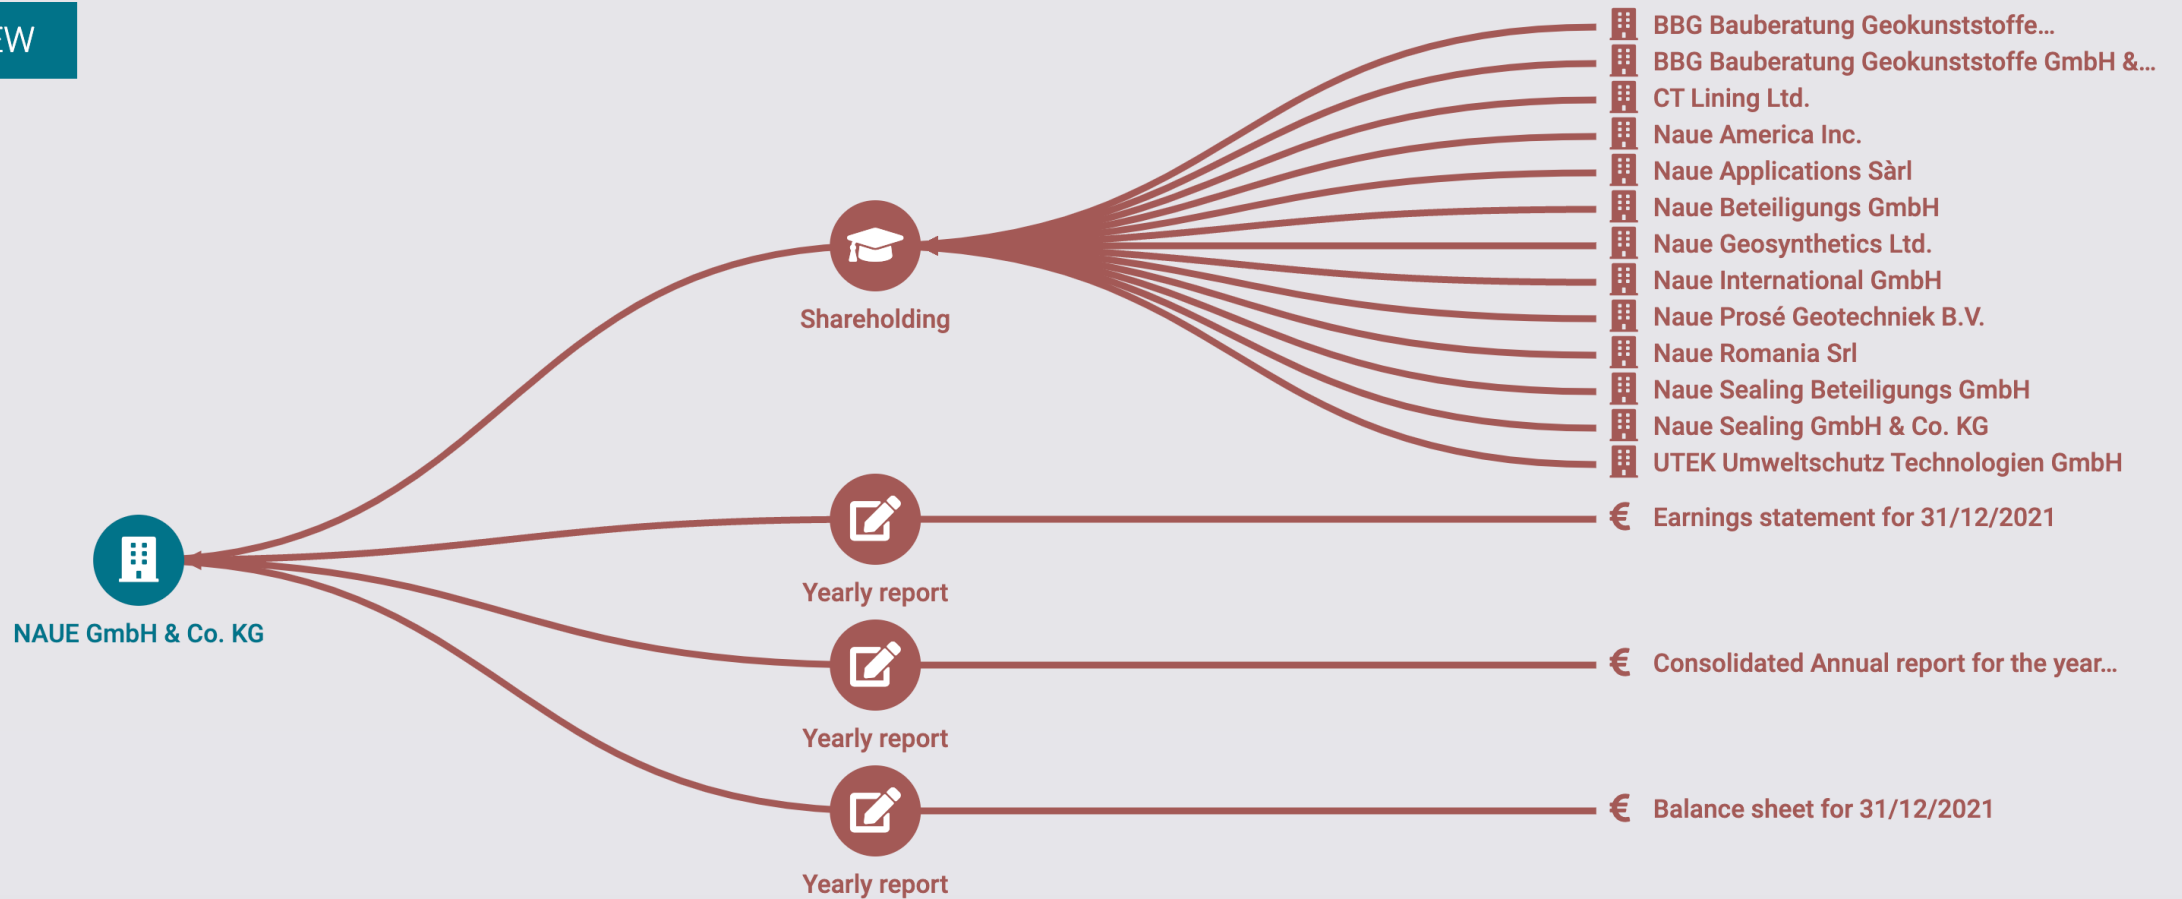 EW
BBG Bauberatung Geokunststoffe...
BBG Bauberatung Geokunststoffe GmbH &...
CT Lining Ltd.
Naue America Inc.
Naue Applications Sàrl
Naue Beteiligungs GmbH
Naue Geosynthetics Ltd.
Naue International GmbH
Naue Prosé Geotechniek B.V.
Naue Romania Srl
Naue Sealing Beteiligungs GmbH
Naue Sealing GmbH & Co. KG
UTEK Umweltschutz Technologien GmbH
Shareholding
€ Earnings statement for 31/12/2021
Yearly report
NAUE GmbH & Co. KG
€ Consolidated Annual report for the year...
Yearly report
€ Balance sheet for 31/12/2021
Yearly report